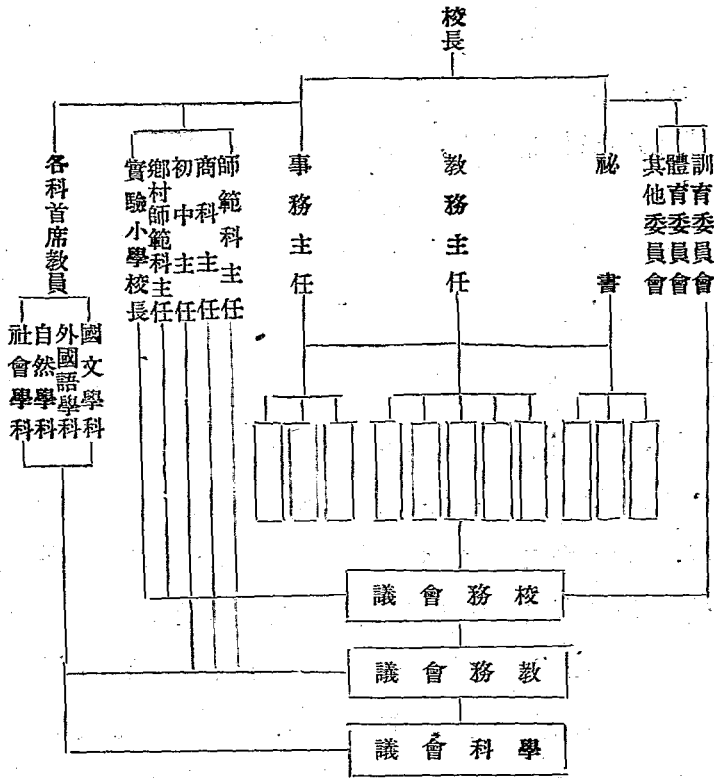 校長
訓育委員會
體育委員會
其他委員會
祕書
教務主任
事務主任
師範科主任
商科主任
初中主任
鄉村師範科主任
實驗小學校長
各科首席教員
國文學科
外國語學科
自然學科
社會學科
議會務校
議會務教
議會科學